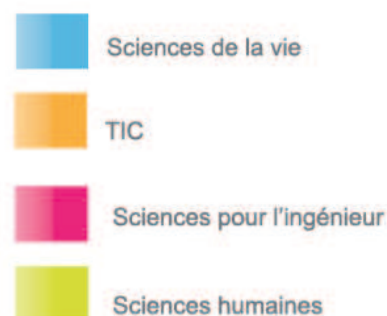 Sciences de la vie
TIC
Sciences pour l'ingénieur
Sciences humaines